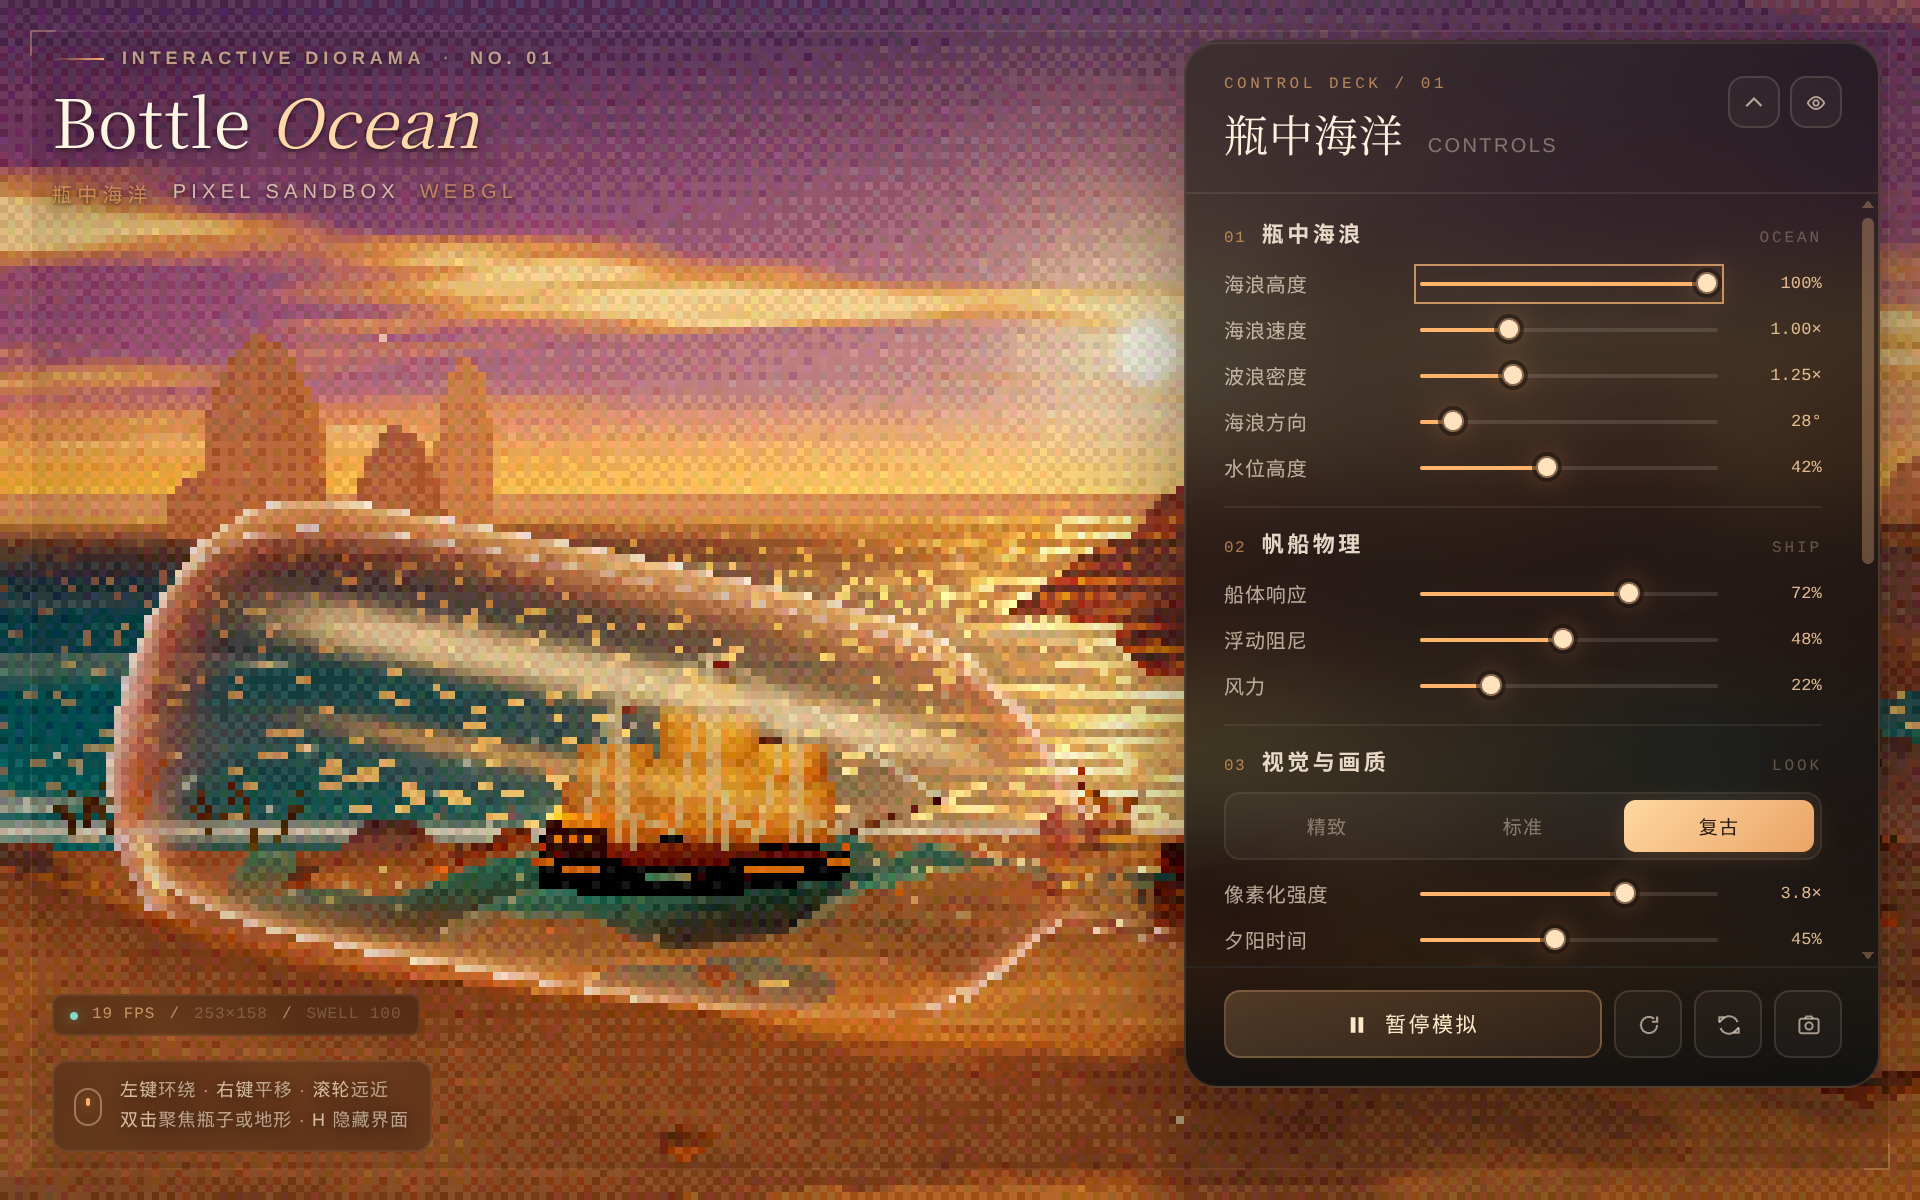 INTERACTIVE DIORAMA · NO. 01
Bottle Ocean
瓶中海洋 PIXEL SANDBOX WEBGL
CONTROL DECK / 01
瓶中海洋 CONTROLS
01 瓶中海浪 OCEAN
海浪高度 100%
海浪速度 1.00×
波浪密度 1.25×
海浪方向 28°
水位高度 42%
02 帆船物理 SHIP
船体响应 72%
浮动阻尼 48%
风力 22%
03 视觉与画质 LOOK
精致 标准 复古
像素化强度 3.8×
夕阳时间 45%
暂停模拟
19 FPS / 253×158 / SWELL 100
左键环绕 · 右键平移 · 滚轮远近
双击聚焦瓶子或地形 · H 隐藏界面